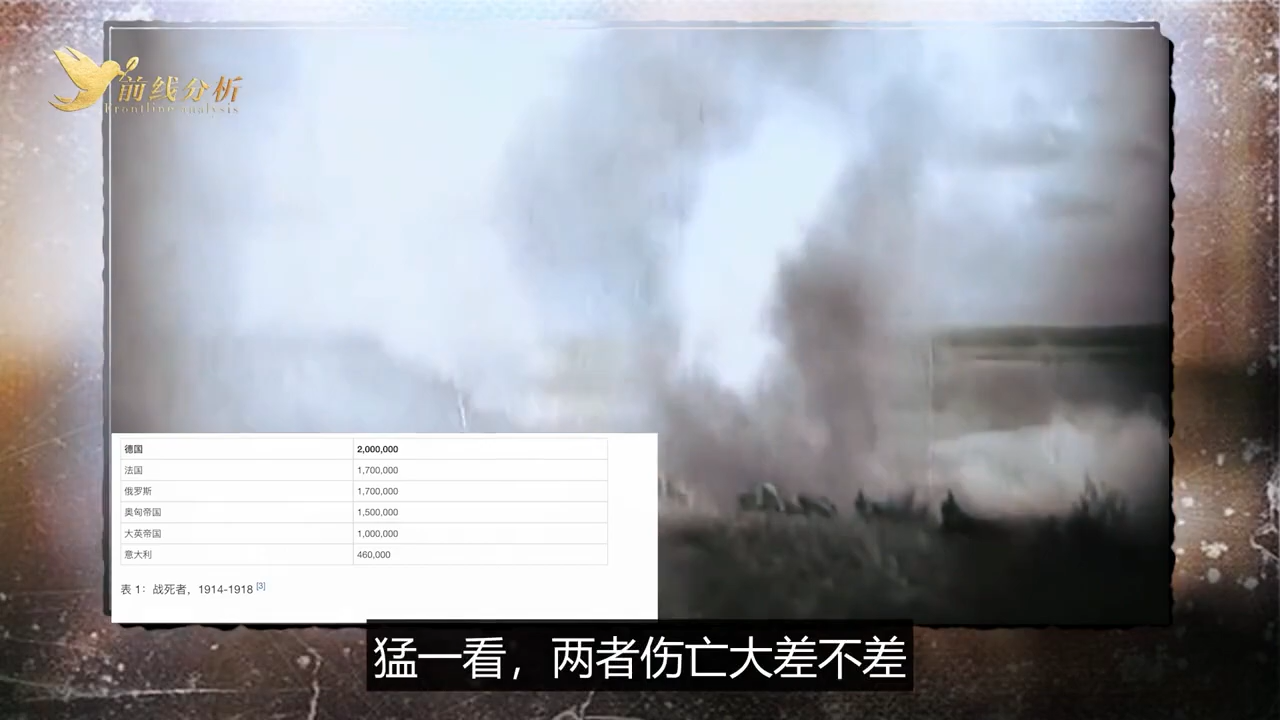 前线分析
Frontline analysis
德国 2,000,000
法国 1,700,000
俄罗斯 1,700,000
奥匈帝国 1,500,000
大英帝国 1,000,000
意大利 460,000
表 1：战死者，1914-1918 [3]
猛一看，两者伤亡大差不差